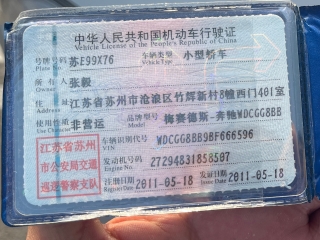 中华人民共和国机动车行驶证
Vehicle License of the People's Republic of China
号牌号码 苏E99X76 车辆类型 小型轿车
Plate No. Vehicle Type
所有人 张毅
Owner
住址 江苏省苏州市沧浪区竹辉新村8幢西门401室
Address
使用性质 非营运 品牌型号 梅赛德斯-奔驰WDCGG8BB
Use Character Model
江苏省苏州 车辆识别代号 WDCGG8BB9BF666596
VIN
市公安局交通 发动机号码 27294831858507
Engine No.
巡逻警察支队 注册日期 2011-05-18 发证日期 2011-05-18
Register Date Issue Date